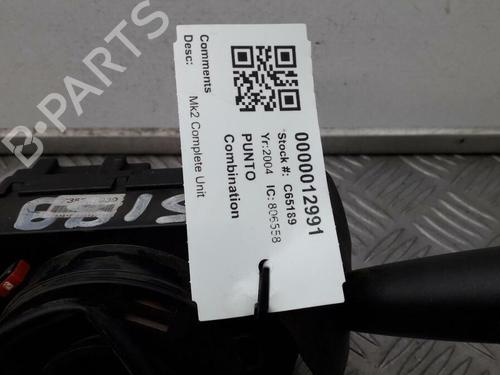 0000012991
Stock #: C65189
Yr:2004 IC: 806558
PUNTO
Combination
Comments
Desc: Mk2 Complete Unit
B-PARTS